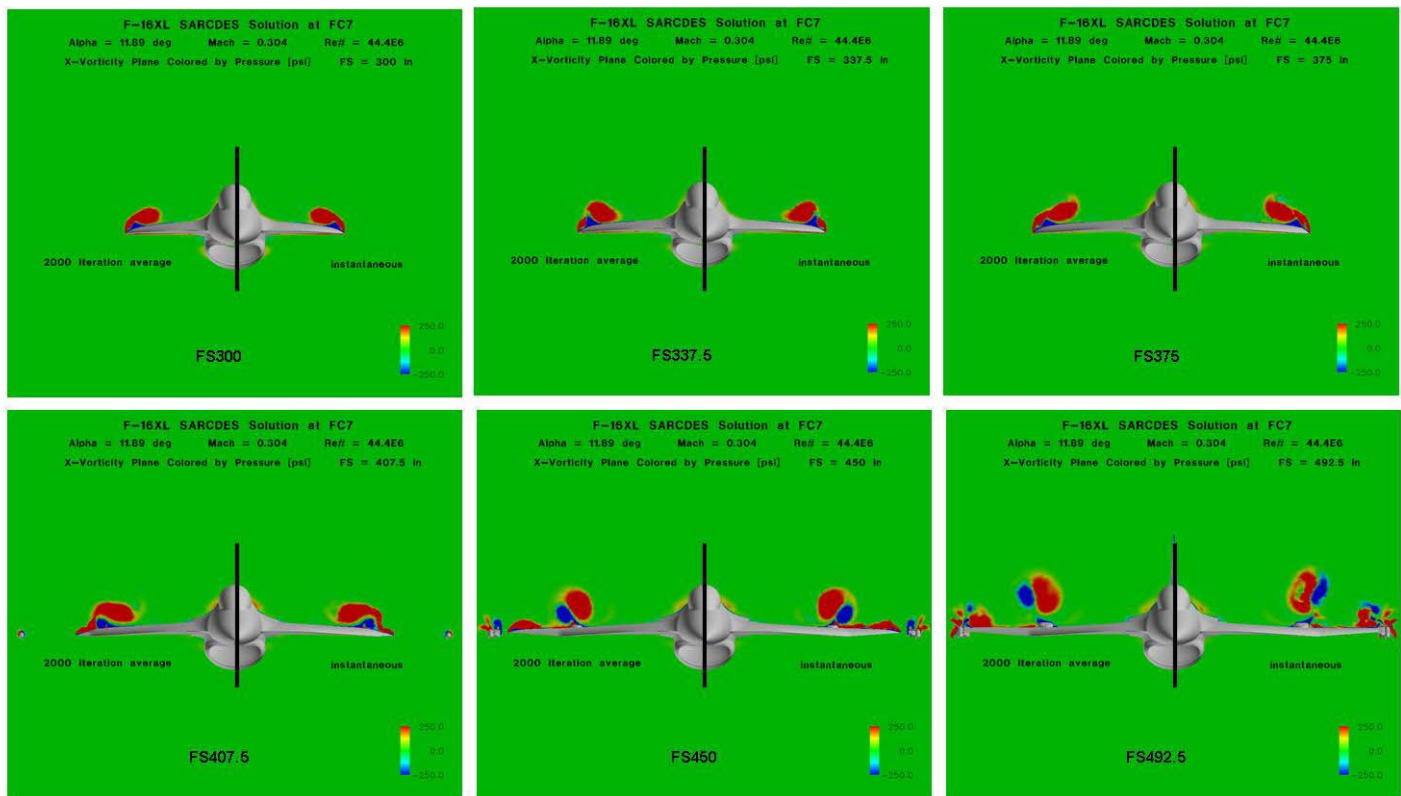 F-16XL SARCDES Solution at FC7
Alpha = 11.89 deg Mach = 0.304 Re# = 44.4E6
X-Vorticity Plane Colored by Pressure [psi] FS = 300 in
2000 iteration average instantaneous
250.0
0.0
-250.0
FS300
F-16XL SARCDES Solution at FC7
Alpha = 11.89 deg Mach = 0.304 Re# = 44.4E6
X-Vorticity Plane Colored by Pressure [psi] FS = 337.5 in
2000 iteration average instantaneous
250.0
0.0
-250.0
FS337.5
F-16XL SARCDES Solution at FC7
Alpha = 11.89 deg Mach = 0.304 Re# = 44.4E6
X-Vorticity Plane Colored by Pressure [psi] FS = 375 in
2000 iteration average instantaneous
250.0
0.0
-250.0
FS375
F-16XL SARCDES Solution at FC7
Alpha = 11.89 deg Mach = 0.304 Re# = 44.4E6
X-Vorticity Plane Colored by Pressure [psi] FS = 407.5 in
2000 iteration average instantaneous
250.0
0.0
-250.0
FS407.5
F-16XL SARCDES Solution at FC7
Alpha = 11.89 deg Mach = 0.304 Re# = 44.4E6
X-Vorticity Plane Colored by Pressure [psi] FS = 450 in
2000 iteration average instantaneous
250.0
0.0
-250.0
FS450
F-16XL SARCDES Solution at FC7
Alpha = 11.89 deg Mach = 0.304 Re# = 44.4E6
X-Vorticity Plane Colored by Pressure [psi] FS = 492.5 in
2000 iteration average instantaneous
250.0
0.0
-250.0
FS492.5